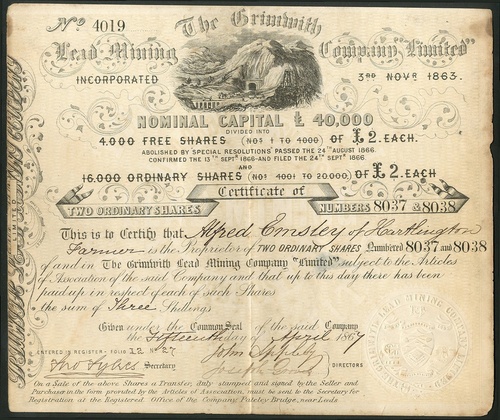 No 4019
The Grimwith
Lead Mining Company "Limited"
INCORPORATED 3RD NOVR 1863.
NOMINAL CAPITAL £ 40,000
DIVIDED INTO
4,000 FREE SHARES (NOS 1 TO 4000) OF £2. EACH.
ABOLISHED BY SPECIAL RESOLUTIONS PASSED THE 24TH AUGUST 1866
CONFIRMED THE 13TH SEPT 1866 AND FILED THE 24TH SEPT 1866
AND
16,000 ORDINARY SHARES (NOS 4001 TO 20,000) OF £2. EACH
Certificate of
TWO ORDINARY SHARES NUMBERS 8037 & 8038
This is to Certify that Alfred Emsley of Hartlington
Farmer is the Proprietor of TWO ORDINARY SHARES Numbered 8037 and 8038
of and in The Grimwith Lead Mining Company "Limited" subject to the Articles
of Association of the said Company and that up to this day there has been
paid up in respect of each of such Shares
the sum of Three Shillings
Given under the Common Seal of the said Company
the Fifteenth day of April 1867
ENTERED IN REGISTER - FOLIO 22 No 27
Thos Sykes Secretary
John Appleby
Joseph
DIRECTORS
On a Sale of the above Shares a Transfer, duly stamped and signed by the Seller and
Purchaser in the form provided by the Articles of Association, must be sent to the Secretary for
Registration at the Registered Office of the Company Pateley Bridge, near Leeds